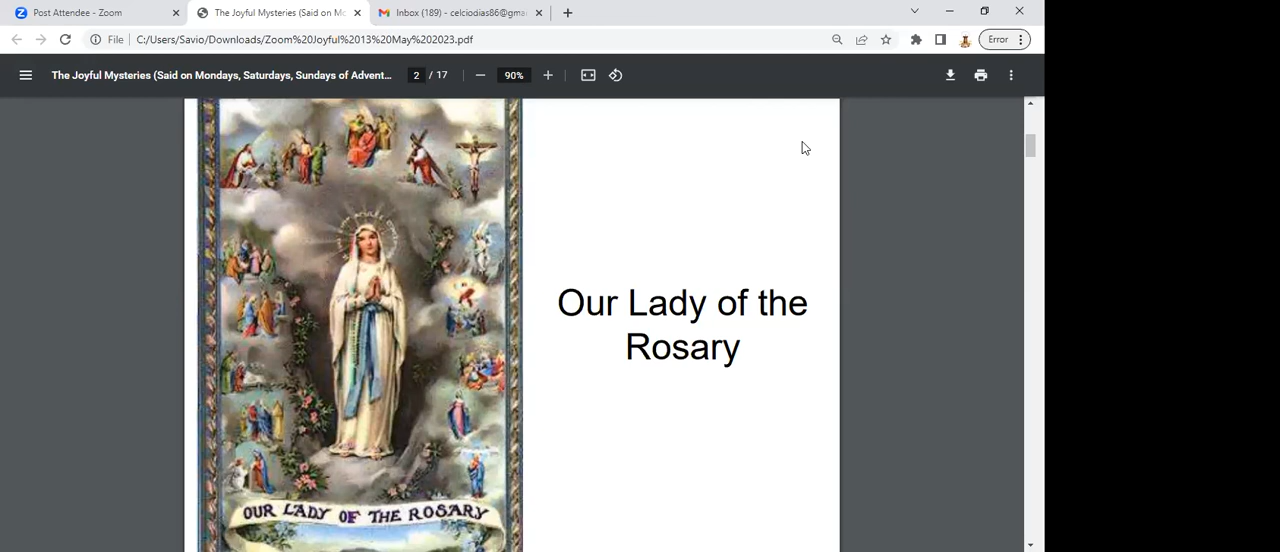 Post Attendee - Zoom
The Joyful Mysteries (Said on Mo
Inbox (189) - celciodias86@gma
File
C:/Users/Savio/Downloads/Zoom%20Joyful%2013%20May%202023.pdf
Error
The Joyful Mysteries (Said on Mondays, Saturdays, Sundays of Advent...
2 / 17
90%
Our Lady of the
Rosary
OUR LADY OF THE ROSARY